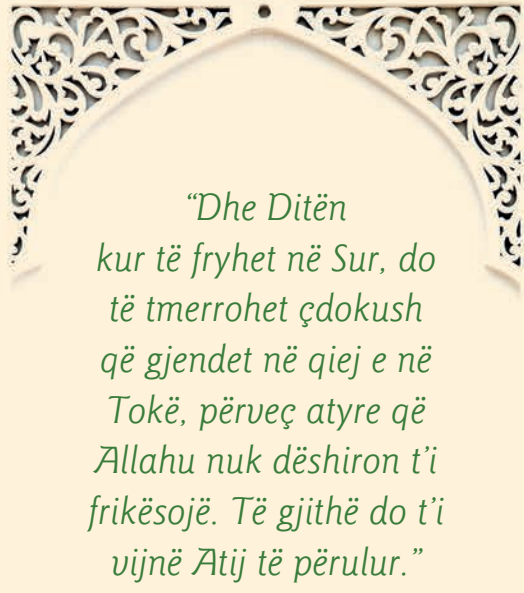 “Dhe Ditën
kur të fryhet në Sur, do
të tmerrohet çdokush
që gjendet në qiej e në
Tokë, përveç atyre që
Allahu nuk dëshiron t’i
frikësojë. Të gjithë do t’i
vijnë Atij të përulur.”